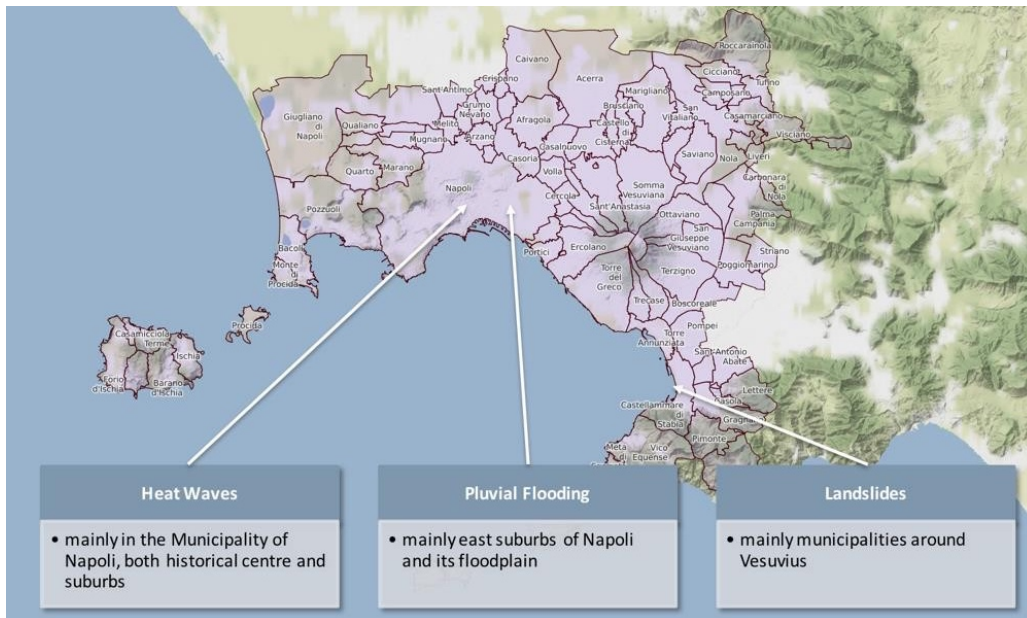 Roccarainola
Caivano
Cicciano
Tufino
Crispano
Acerra
Sant'Antimo
Marigliano
Camposano
Grumo
Nevano
Brusciano
San
Vitaliano
Casamarciano
Giugliano
di
Napoli
Qualiano
Melito
Afragola
Castello
di
Cisterna
Visciano
Mugnano
Arzano
Casalnuovo
Casoria
Saviano
Nola
Liveri
Quarto
Marano
Volla
Carbonara
di
Nola
Napoli
Cercola
Somma
Vesuviana
Sant'Anastasia
Pozzuoli
Ottaviano
Palma
Campania
San
Giuseppe
Vesuviano
Bacoli
Portici
Ercolano
Striano
Monte
di
Procida
Torre
del
Greco
Terzigno
Poggiomarino
Trecase
Boscoreale
Procida
Pompei
Casamicciola
Terme
Torre
Annunziata
Ischia
Sant'Antonio
Abate
Forio
d'Ischia
Barano
d'Ischia
Lettere
Casola
Castellammare
di
Stabia
Gragnano
Pimonte
Meta
di
Vico
Equense
Heat Waves
• mainly in the Municipality of
Napoli, both historical centre and
suburbs
Pluvial Flooding
• mainly east suburbs of Napoli
and its floodplain
Landslides
• mainly municipalities around
Vesuvius